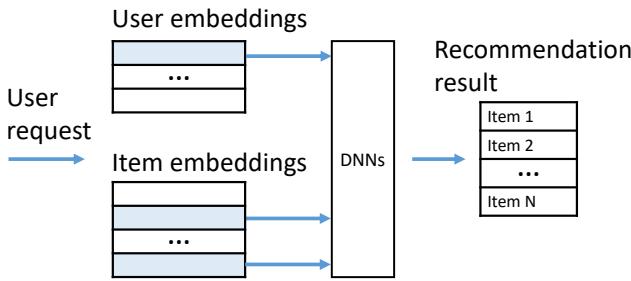 User embeddings
...
User
request
Item embeddings
...
DNNs
Recommendation
result
Item 1
Item 2
...
Item N